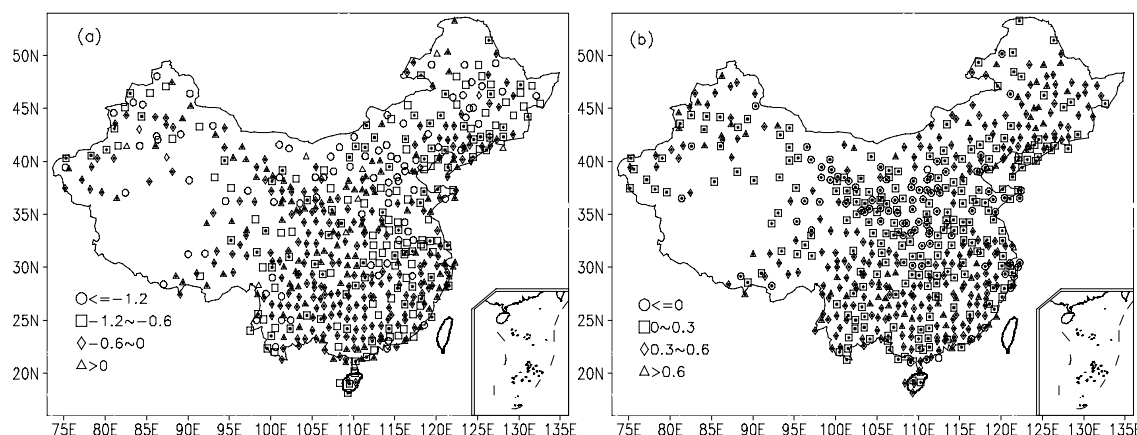 (a)
50N
45N
40N
35N
30N
25N
20N
○<=-1.2
□-1.2~-0.6
◇-0.6~0
△>0
75E 80E 85E 90E 95E 100E 105E 110E 115E 120E 125E 130E 135E
(b)
50N
45N
40N
35N
30N
25N
20N
○<=0
□0~0.3
◇0.3~0.6
△>0.6
75E 80E 85E 90E 95E 100E 105E 110E 115E 120E 125E 130E 135E